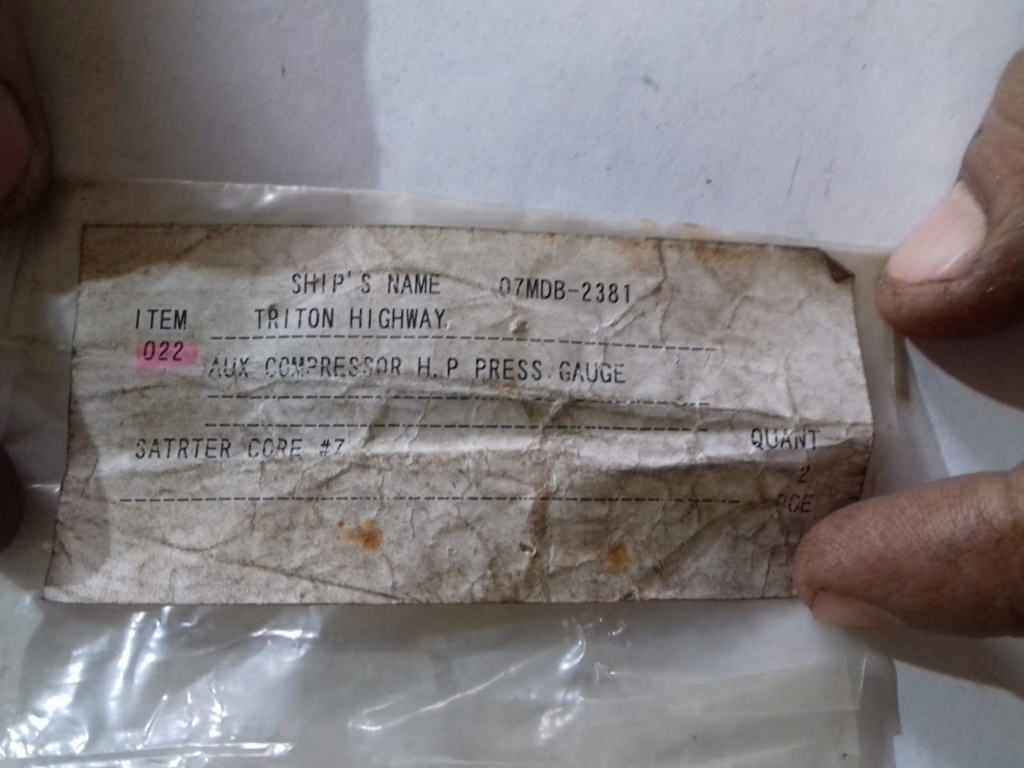 SHIP'S NAME 07MDB-2381
ITEM TRITON HIGHWAY
022 AUX COMPRESSOR H.P PRESS GAUGE
SATRTER CORE #7 QUANT
2
PCE